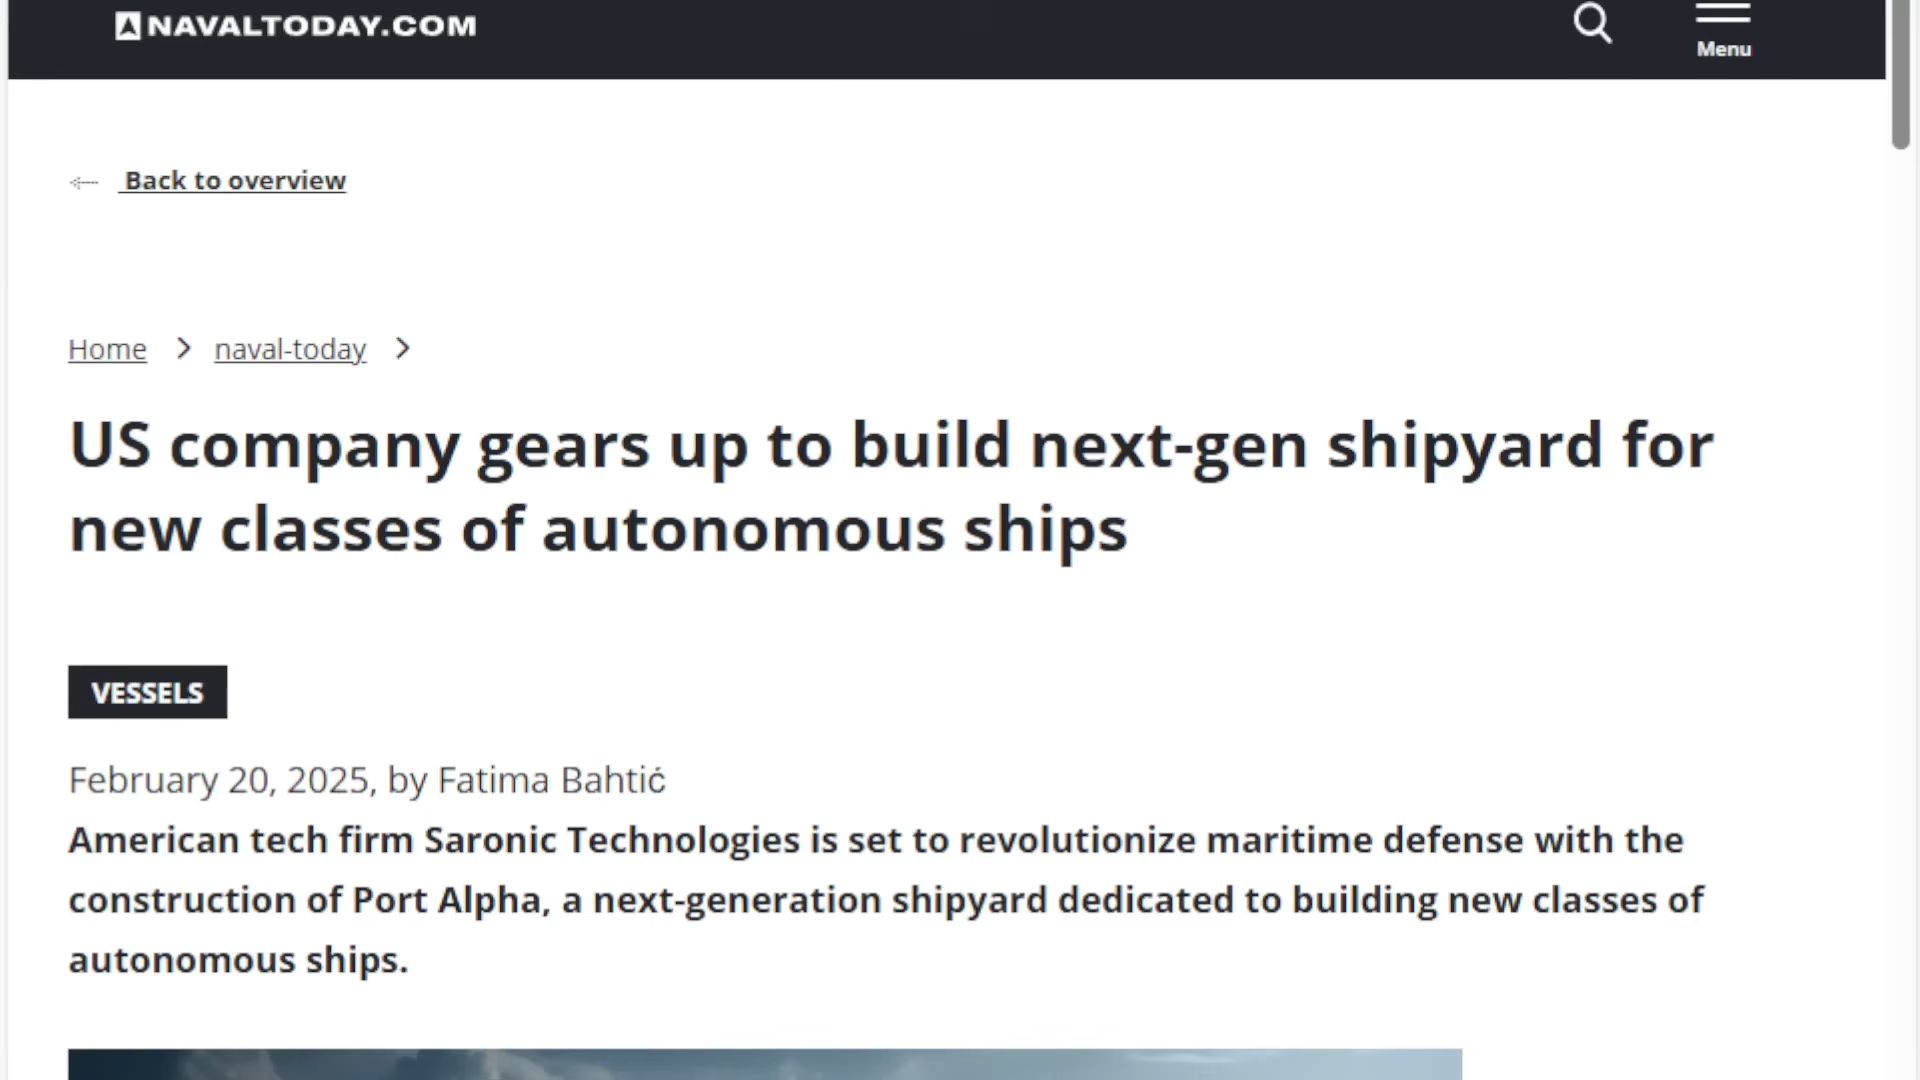 NAVALTODAY.COM
Menu
Back to overview
Home > naval-today >
US company gears up to build next-gen shipyard for
new classes of autonomous ships
VESSELS
February 20, 2025, by Fatima Bahtić
American tech firm Saronic Technologies is set to revolutionize maritime defense with the
construction of Port Alpha, a next-generation shipyard dedicated to building new classes of
autonomous ships.